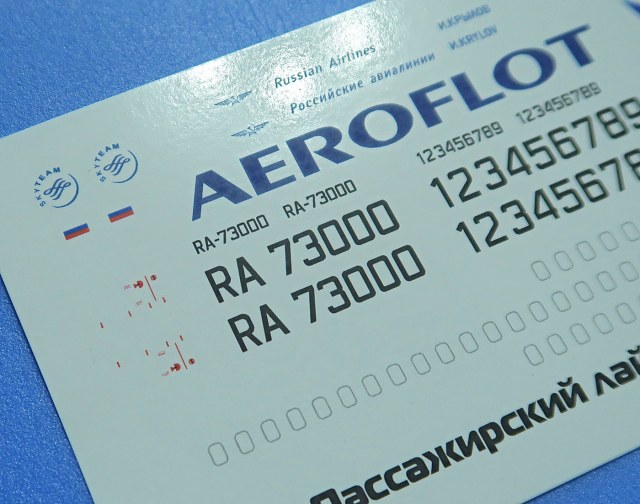 И.КРЫЛОВ
Russian Airlines
И.KRYLOV
Российские авиалинии
AEROFLOT
SKYTEAM
SKYTEAM
123456789
123456789
RA-73000
RA-73000
123456789
RA 73000
12345678
RA 73000
Пассажирский лай